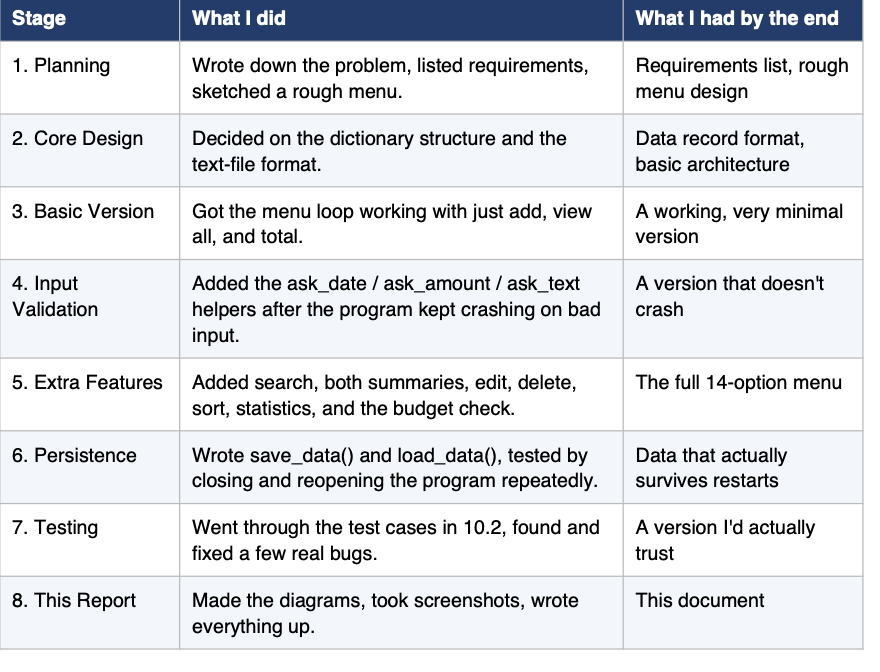 Stage
What I did
What I had by the end
1. Planning
Wrote down the problem, listed requirements,
sketched a rough menu.
Requirements list, rough
menu design
2. Core Design
Decided on the dictionary structure and the
text-file format.
Data record format,
basic architecture
3. Basic Version
Got the menu loop working with just add, view
all, and total.
A working, very minimal
version
4. Input
Validation
Added the ask_date / ask_amount / ask_text
helpers after the program kept crashing on bad
input.
A version that doesn't
crash
5. Extra Features
Added search, both summaries, edit, delete,
sort, statistics, and the budget check.
The full 14-option menu
6. Persistence
Wrote save_data() and load_data(), tested by
closing and reopening the program repeatedly.
Data that actually
survives restarts
7. Testing
Went through the test cases in 10.2, found and
fixed a few real bugs.
A version I'd actually
trust
8. This Report
Made the diagrams, took screenshots, wrote
everything up.
This document